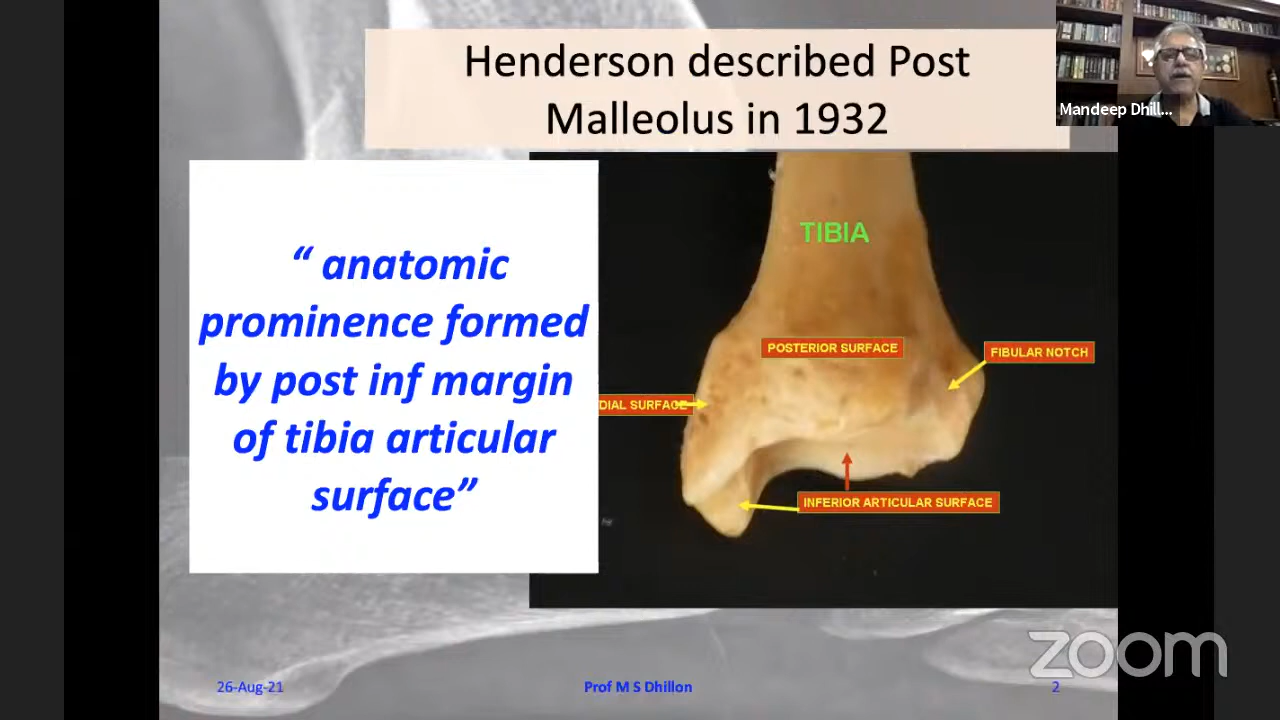 Henderson described Post
Malleolus in 1932
Mandeep Dhill...
“ anatomic
prominence formed
by post inf margin
of tibia articular
surface”
TIBIA
POSTERIOR SURFACE
FIBULAR NOTCH
DIAL SURFACE
INFERIOR ARTICULAR SURFACE
zoom
26-Aug-21
Prof M S Dhillon
2